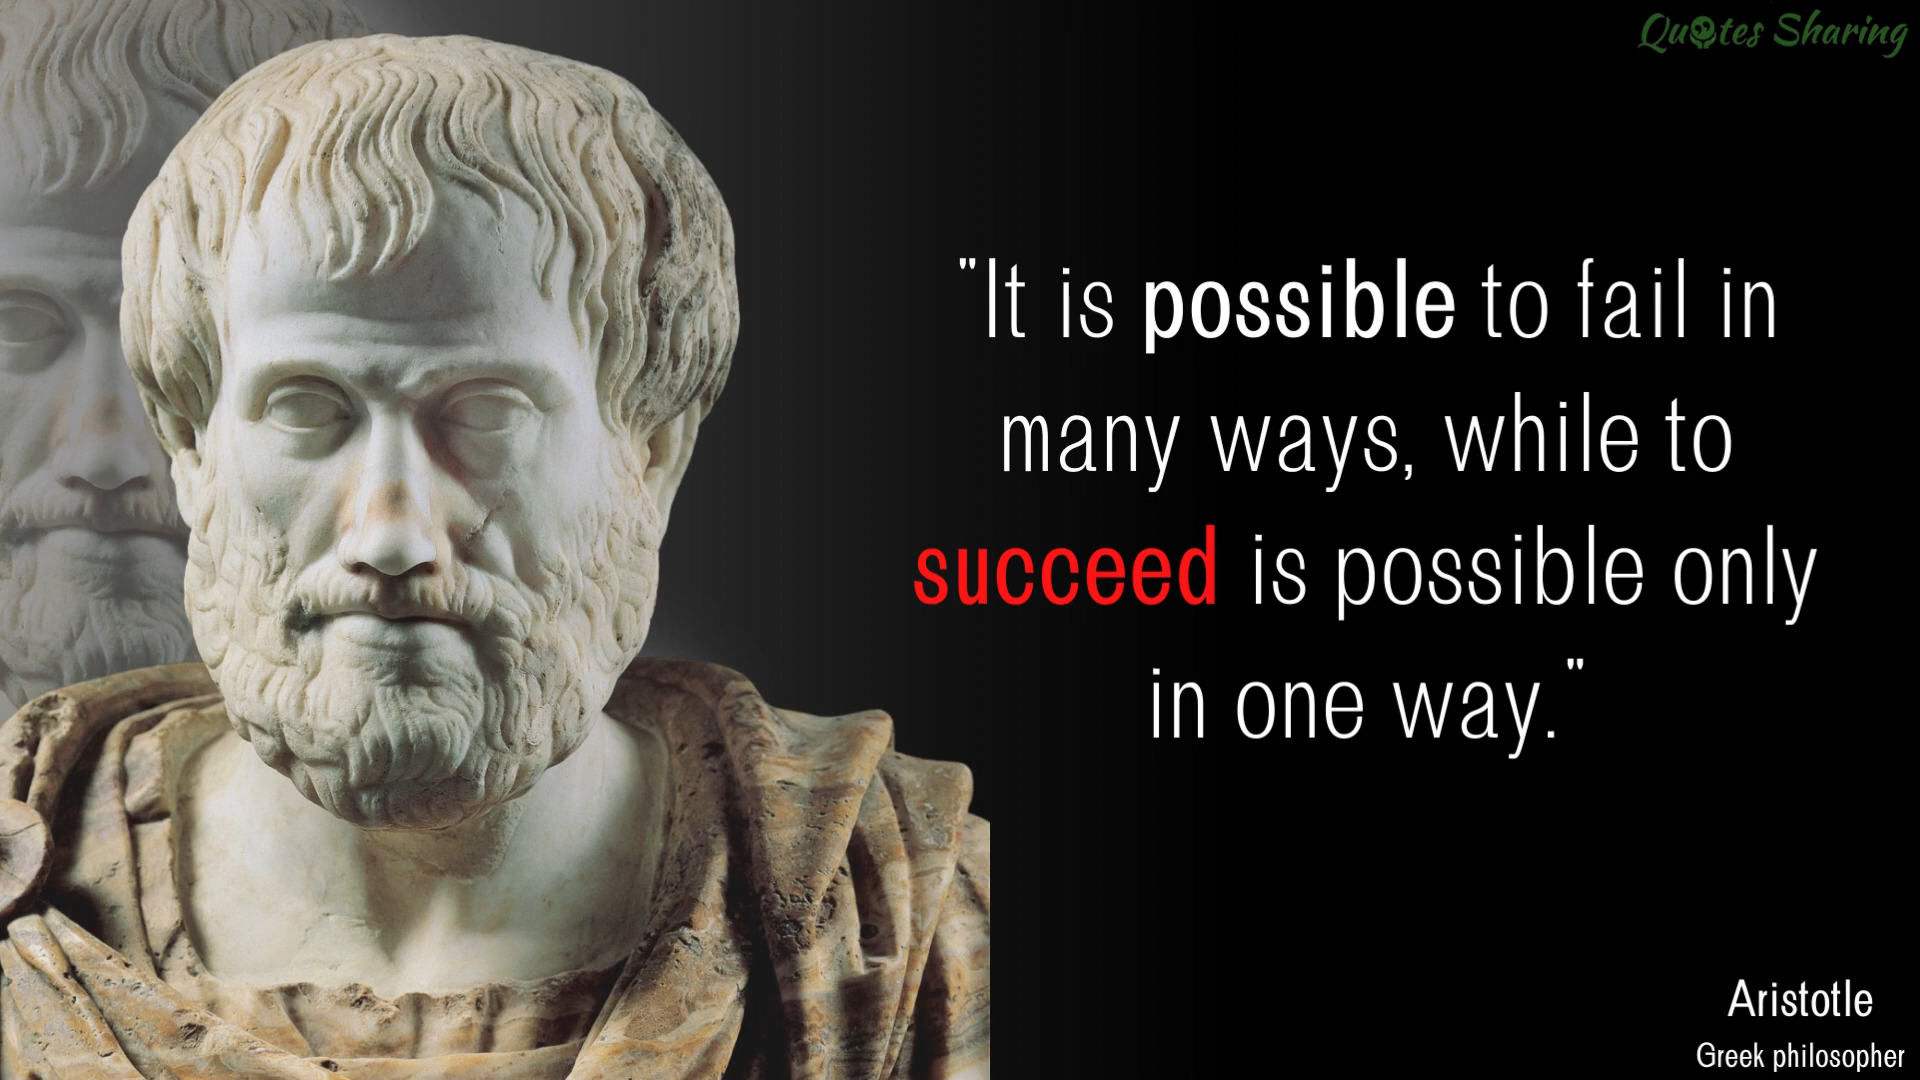 Quotes Sharing
"It is possible to fail in
many ways, while to
succeed is possible only
in one way."
Aristotle
Greek philosopher